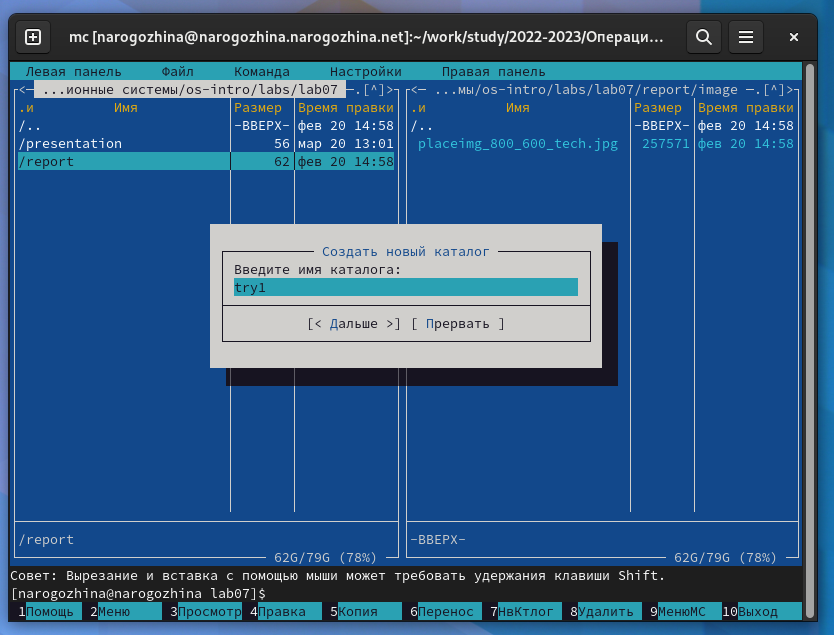 mc [narogozhina@narogozhina.narogozhina.net]:~/work/study/2022-2023/Операци...
Левая панель Файл Команда Настройки Правая панель
<— ...ионные системы/os-intro/labs/lab07 —.[^]>
.и Имя Размер Время правки
/.. -ВВЕРХ- фев 20 14:58
/presentation 56 мар 20 13:01
/report 62 фев 20 14:58
<— ...мы/os-intro/labs/lab07/report/image —.[^]>
.и Имя Размер Время правки
/.. -ВВЕРХ- фев 20 14:58
placeimg_800_600_tech.jpg 257571 фев 20 14:58
Создать новый каталог
Введите имя каталога:
try1
[< Дальше >] [ Прервать ]
/report
62G/79G (78%)
-ВВЕРХ-
62G/79G (78%)
Совет: Вырезание и вставка с помощью мыши может требовать удержания клавиши Shift.
[narogozhina@narogozhina lab07]$
1Помощь 2Меню 3Просмотр 4Правка 5Копия 6Перенос 7НвКтлог 8Удалить 9МенюМС 10Выход